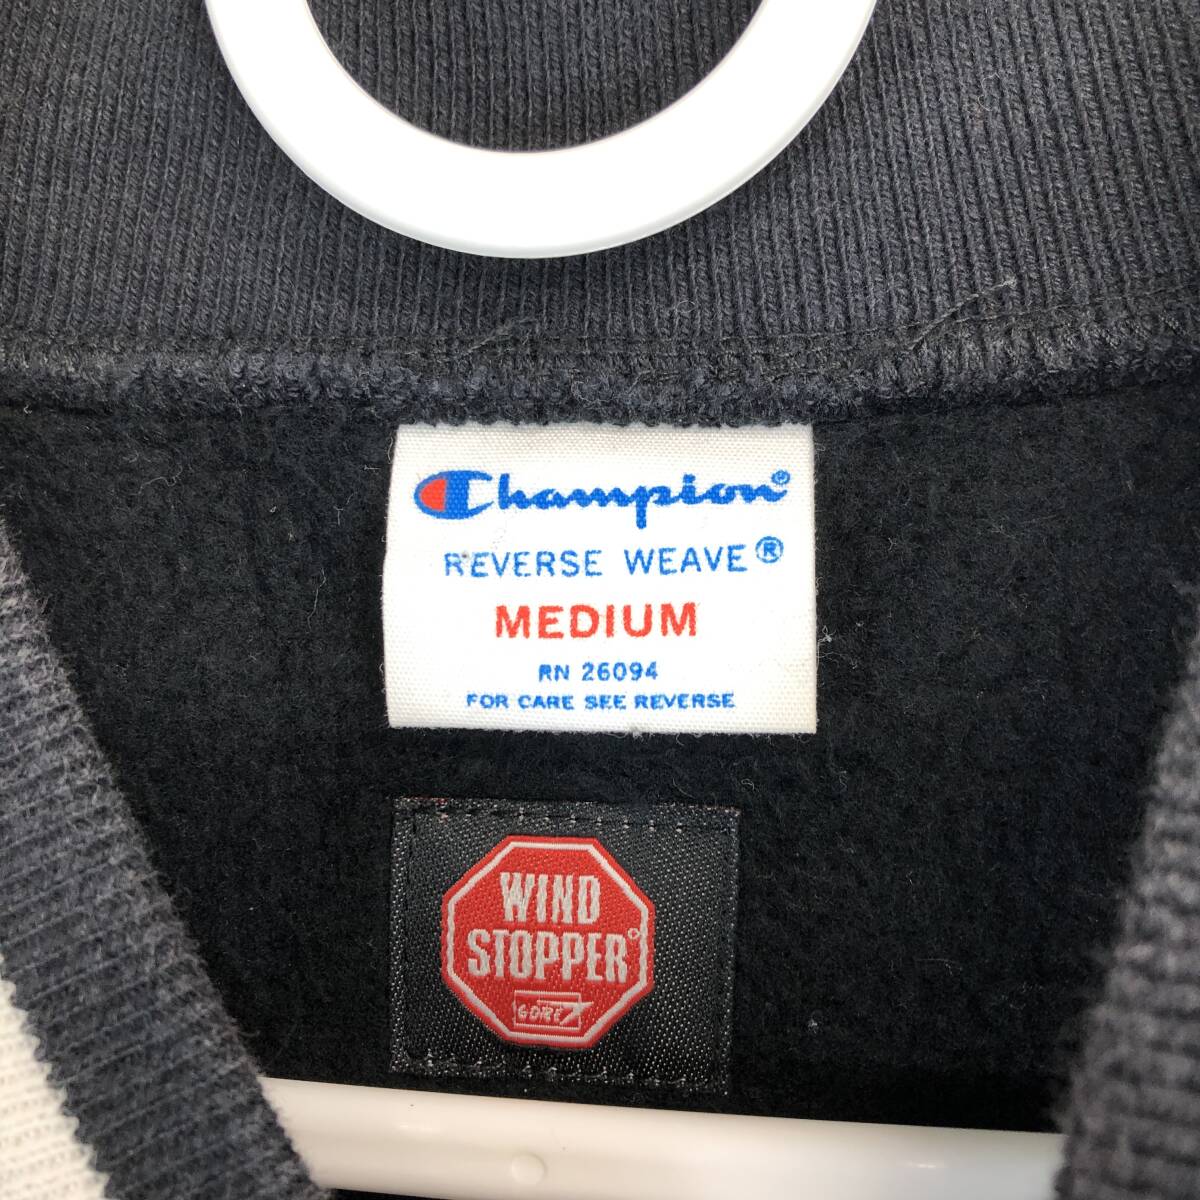 Champion®
REVERSE WEAVE®
MEDIUM
RN 26094
FOR CARE SEE REVERSE
WIND
STOPPER®
GORE